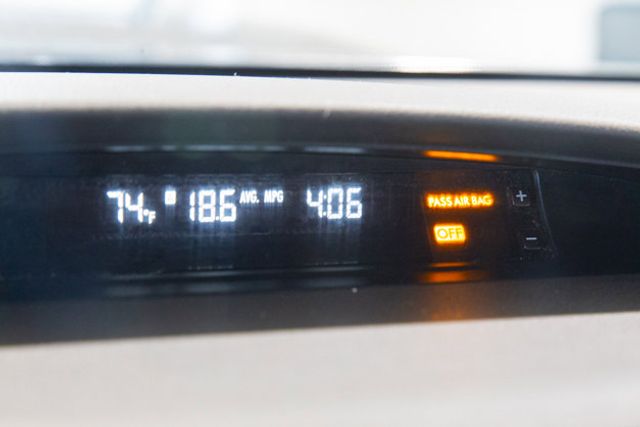 74°F 18.6 AVG. MPG 4:06
PASS AIR BAG
OFF
+
-